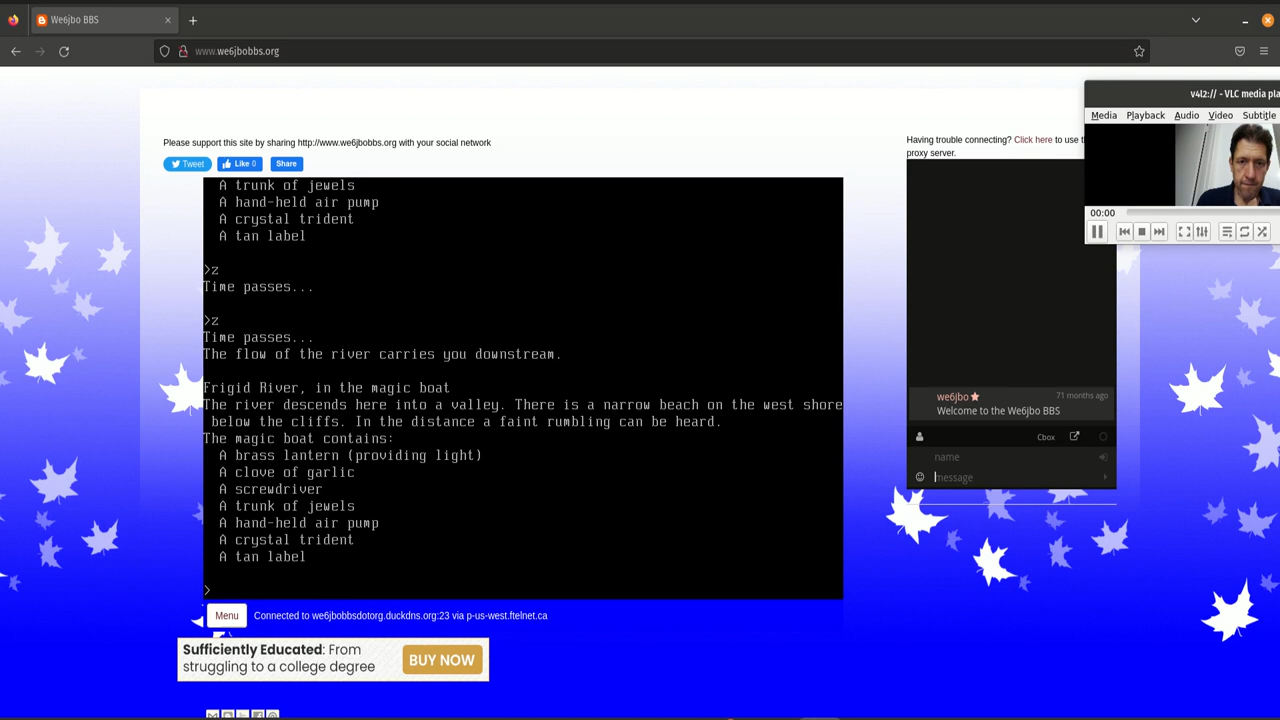 We6jbo BBS
www.we6jbobbs.org
v4l2:// - VLC media pla
Media Playback Audio Video Subtitle
00:00
Please support this site by sharing http://www.we6jbobbs.org with your social network
Tweet Like 0 Share
Having trouble connecting? Click here to use t
proxy server.
A trunk of jewels
A hand-held air pump
A crystal trident
A tan label
>z
Time passes...
>z
Time passes...
The flow of the river carries you downstream.
Frigid River, in the magic boat
The river descends here into a valley. There is a narrow beach on the west shore
below the cliffs. In the distance a faint rumbling can be heard.
The magic boat contains:
A brass lantern (providing light)
A clove of garlic
A screwdriver
A trunk of jewels
A hand-held air pump
A crystal trident
A tan label
>
we6jbo 71 months ago
Welcome to the We6jbo BBS
Cbox
name
message
Menu Connected to we6jbobbsdotorg.duckdns.org:23 via p-us-west.ftelnet.ca
Sufficiently Educated: From
struggling to a college degree
BUY NOW